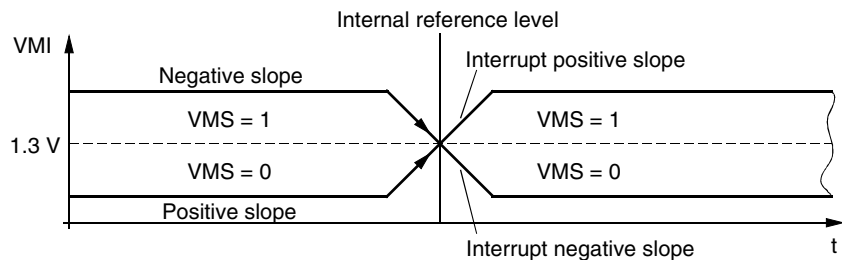 Internal reference level
VMI
Negative slope
Interrupt positive slope
VMS = 1
VMS = 1
1.3 V
VMS = 0
VMS = 0
Positive slope
Interrupt negative slope
t